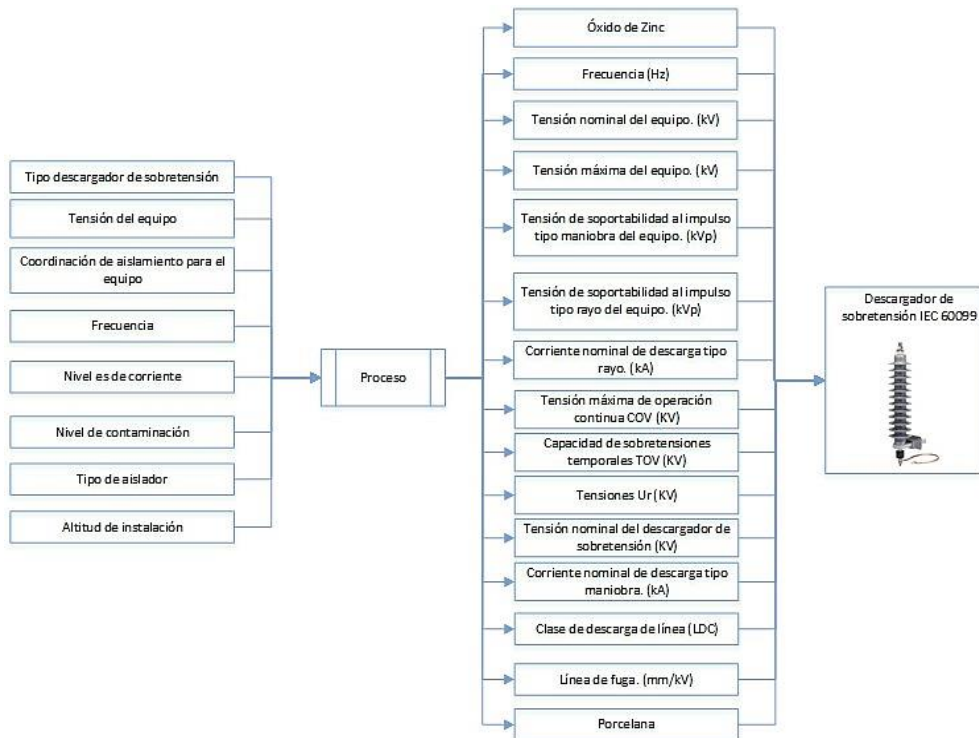 Tipo descargador de sobretensión
Tensión del equipo
Coordinación de aislamiento para el
equipo
Frecuencia
Nivel es de corriente
Nivel de contaminación
Tipo de aislador
Altitud de instalación
Proceso
Óxido de Zinc
Frecuencia (Hz)
Tensión nominal del equipo. (kV)
Tensión máxima del equipo. (kV)
Tensión de soportabilidad al impulso
tipo maniobra del equipo. (kVp)
Tensión de soportabilidad al impulso
tipo rayo del equipo. (kVp)
Corriente nominal de descarga tipo
rayo. (kA)
Tensión máxima de operación
continua COV (KV)
Capacidad de sobretensiones
temporales TOV (KV)
Tensiones Ur (KV)
Tensión nominal del descargador de
sobretensión (KV)
Corriente nominal de descarga tipo
maniobra. (kA)
Clase de descarga de línea (LDC)
Línea de fuga. (mm/kV)
Porcelana
Descargador de
sobretensión IEC 60099